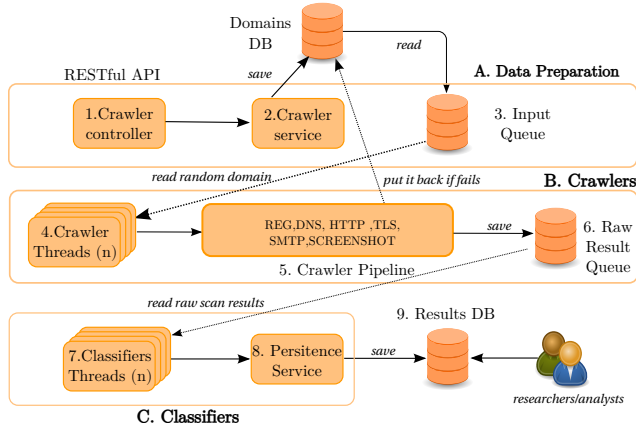 Domains
DB
read
save
RESTful API
A. Data Preparation
1.Crawler
controller
2.Crawler
service
3. Input
Queue
read random domain
put it back if fails
B. Crawlers
4.Crawler
Threads (n)
REG,DNS, HTTP ,TLS,
SMTP,SCREENSHOT
save
6. Raw
Result
Queue
5. Crawler Pipeline
read raw scan results
9. Results DB
7.Classifiers
Threads (n)
8. Persitence
Service
save
researchers/analysts
C. Classifiers